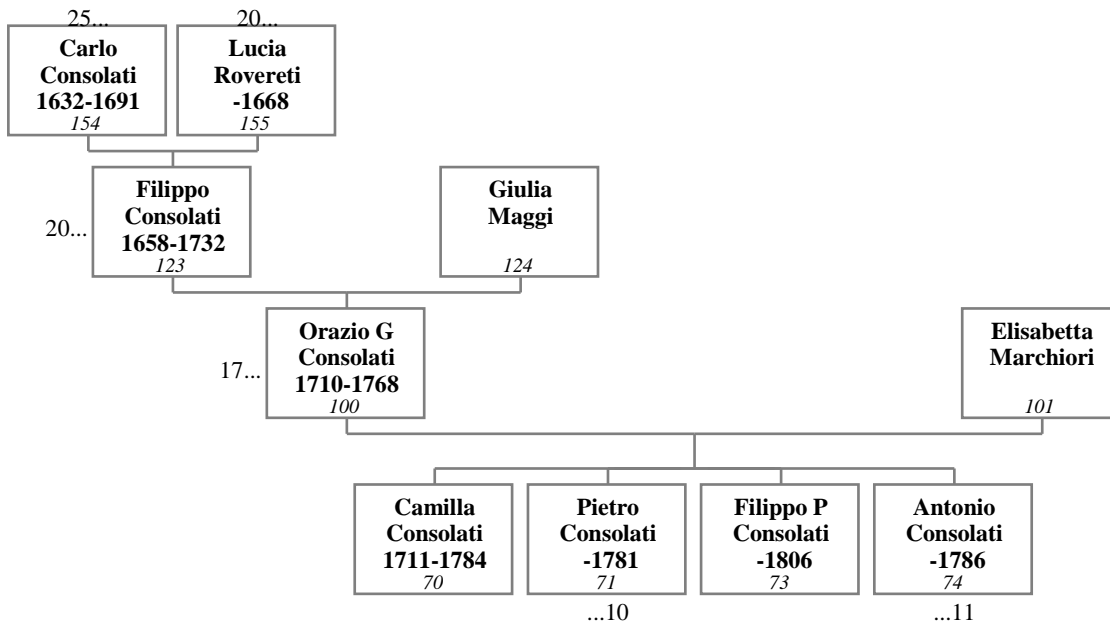 25...
20...
Carlo
Consolati
1632-1691
154
Lucia
Rovereti
-1668
155
20...
Filippo
Consolati
1658-1732
123
Giulia
Maggi
124
17...
Orazio G
Consolati
1710-1768
100
Elisabetta
Marchiori
101
Camilla
Consolati
1711-1784
70
Pietro
Consolati
-1781
71
Filippo P
Consolati
-1806
73
Antonio
Consolati
-1786
74
...10
...11